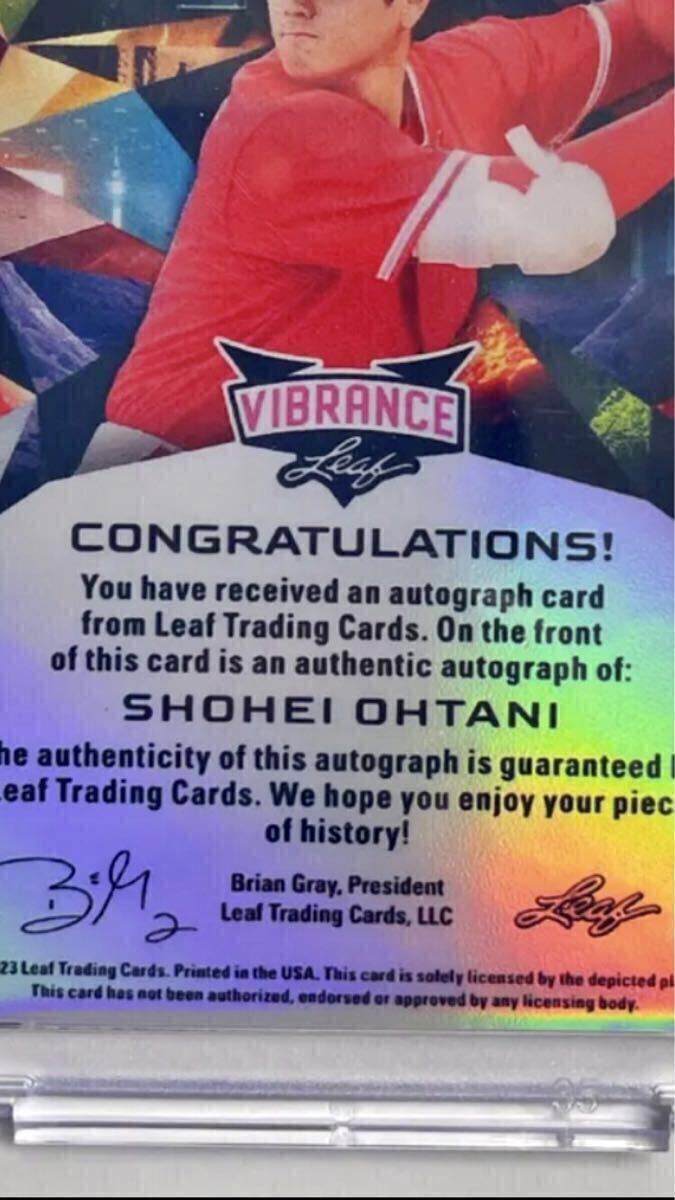 VIBRANCE
Leaf
CONGRATULATIONS!
You have received an autograph card
from Leaf Trading Cards. On the front
of this card is an authentic autograph of:
SHOHEI OHTANI
he authenticity of this autograph is guaranteed
eaf Trading Cards. We hope you enjoy your piec
of history!
Brian Gray, President
Leaf Trading Cards, LLC
Leaf
23 Leaf Trading Cards. Printed in the USA. This card is solely licensed by the depicted pl
This card has not been authorized, endorsed or approved by any licensing body.
35